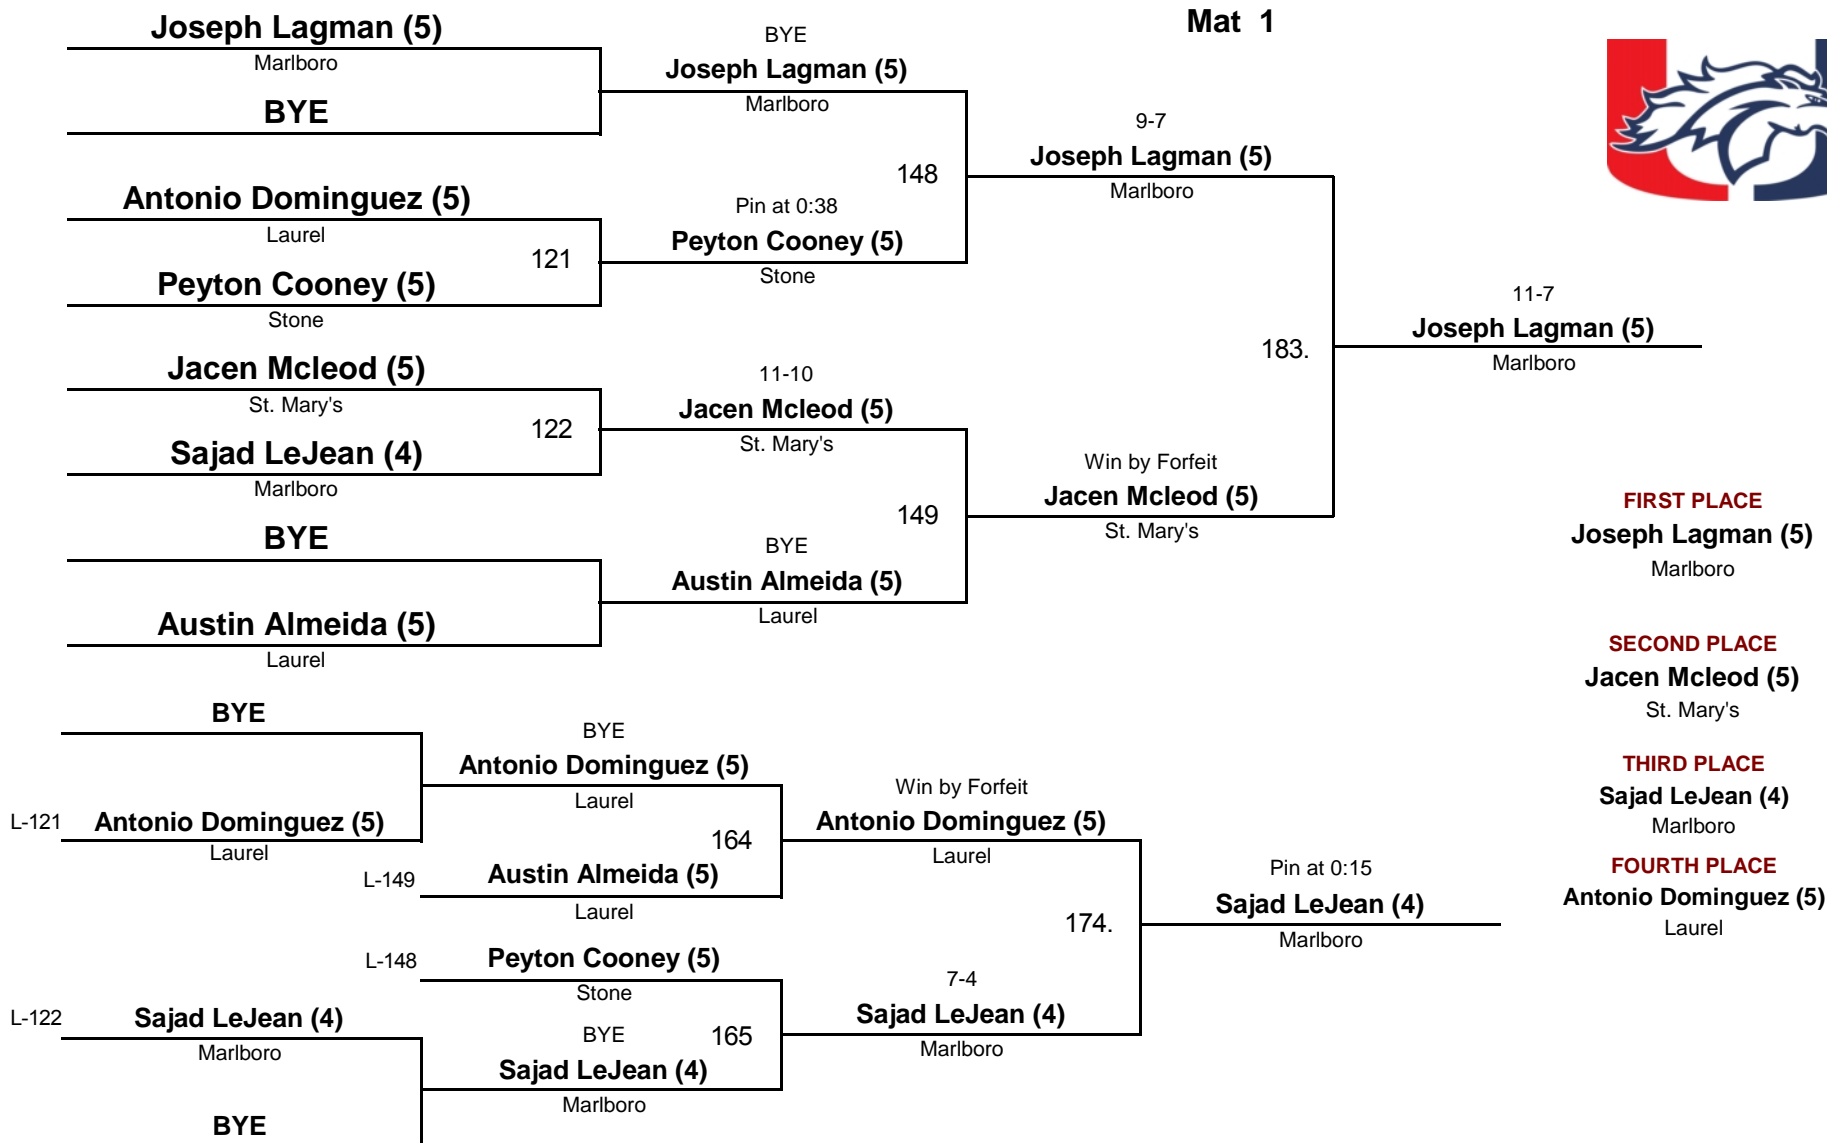 Mat 1
Joseph Lagman (5)
Marlboro
BYE
Antonio Dominguez (5)
Laurel
121
Peyton Cooney (5)
Stone
Jacen Mcleod (5)
St. Mary's
122
Sajad LeJean (4)
Marlboro
BYE
Austin Almeida (5)
Laurel
BYE
Joseph Lagman (5)
Marlboro
148
Pin at 0:38
Peyton Cooney (5)
Stone
11-10
Jacen Mcleod (5)
St. Mary's
149
BYE
Austin Almeida (5)
Laurel
9-7
Joseph Lagman (5)
Marlboro
183.
Win by Forfeit
Jacen Mcleod (5)
St. Mary's
11-7
Joseph Lagman (5)
Marlboro
FIRST PLACE
Joseph Lagman (5)
Marlboro
SECOND PLACE
Jacen Mcleod (5)
St. Mary's
THIRD PLACE
Sajad LeJean (4)
Marlboro
FOURTH PLACE
Antonio Dominguez (5)
Laurel
BYE
L-121 Antonio Dominguez (5)
Laurel
L-122 Sajad LeJean (4)
Marlboro
BYE
BYE
Antonio Dominguez (5)
Laurel
164
L-149 Austin Almeida (5)
Laurel
L-148 Peyton Cooney (5)
Stone
BYE
165
Sajad LeJean (4)
Marlboro
Win by Forfeit
Antonio Dominguez (5)
Laurel
174.
7-4
Sajad LeJean (4)
Marlboro
Pin at 0:15
Sajad LeJean (4)
Marlboro